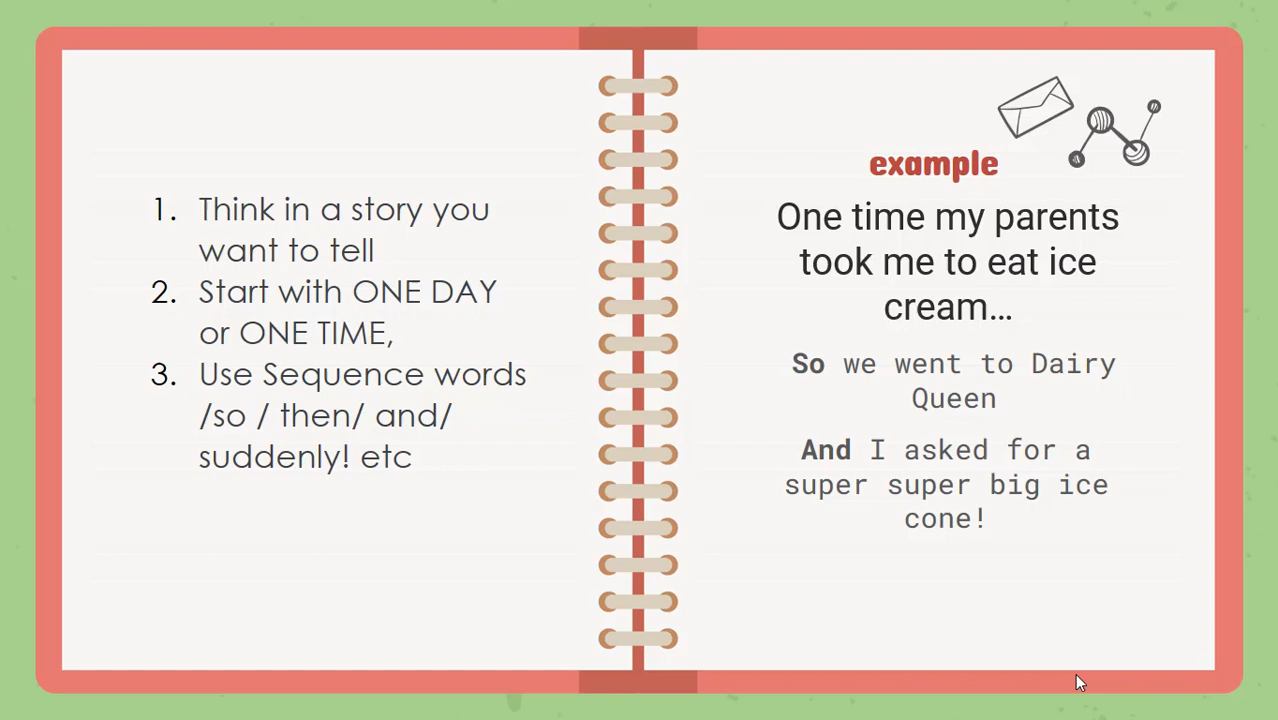 1. Think in a story you
want to tell
2. Start with ONE DAY
or ONE TIME,
3. Use Sequence words
/so / then/ and/
suddenly! etc
example
One time my parents
took me to eat ice
cream…
So we went to Dairy
Queen
And I asked for a
super super big ice
cone!